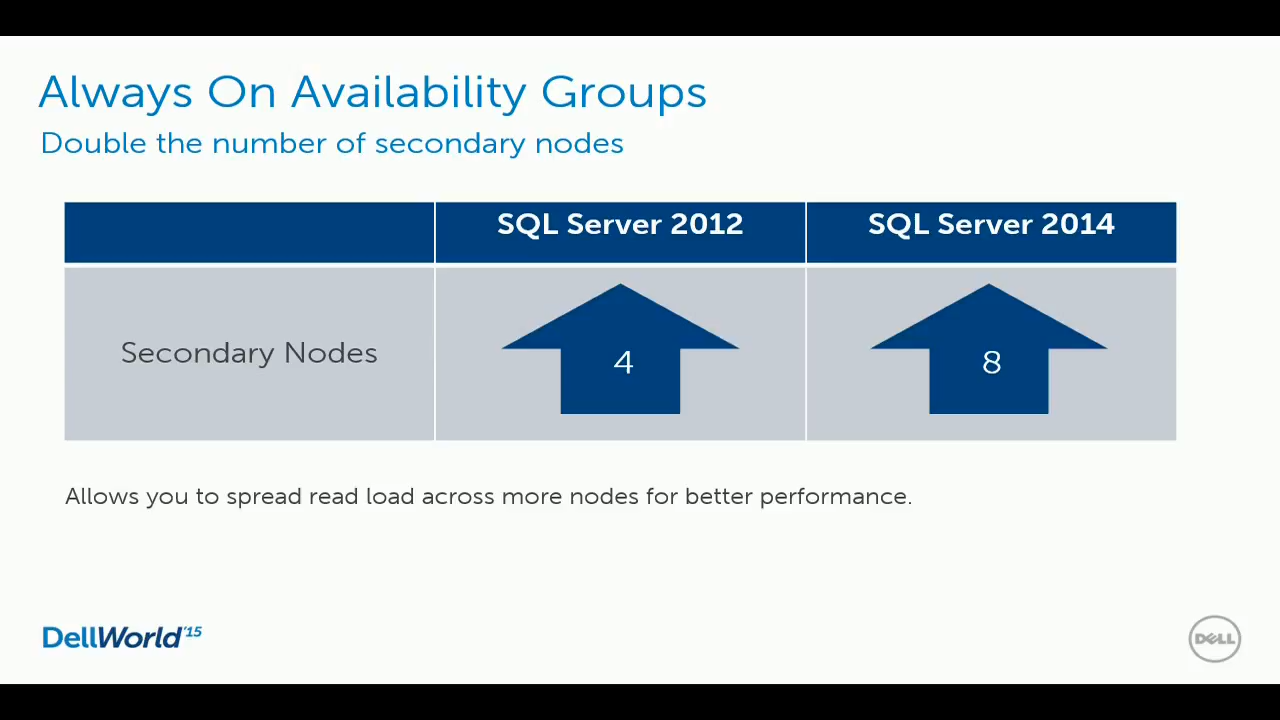 Always On Availability Groups
Double the number of secondary nodes
SQL Server 2012 SQL Server 2014
Secondary Nodes 4 8
Allows you to spread read load across more nodes for better performance.
DellWorld'15 DELL